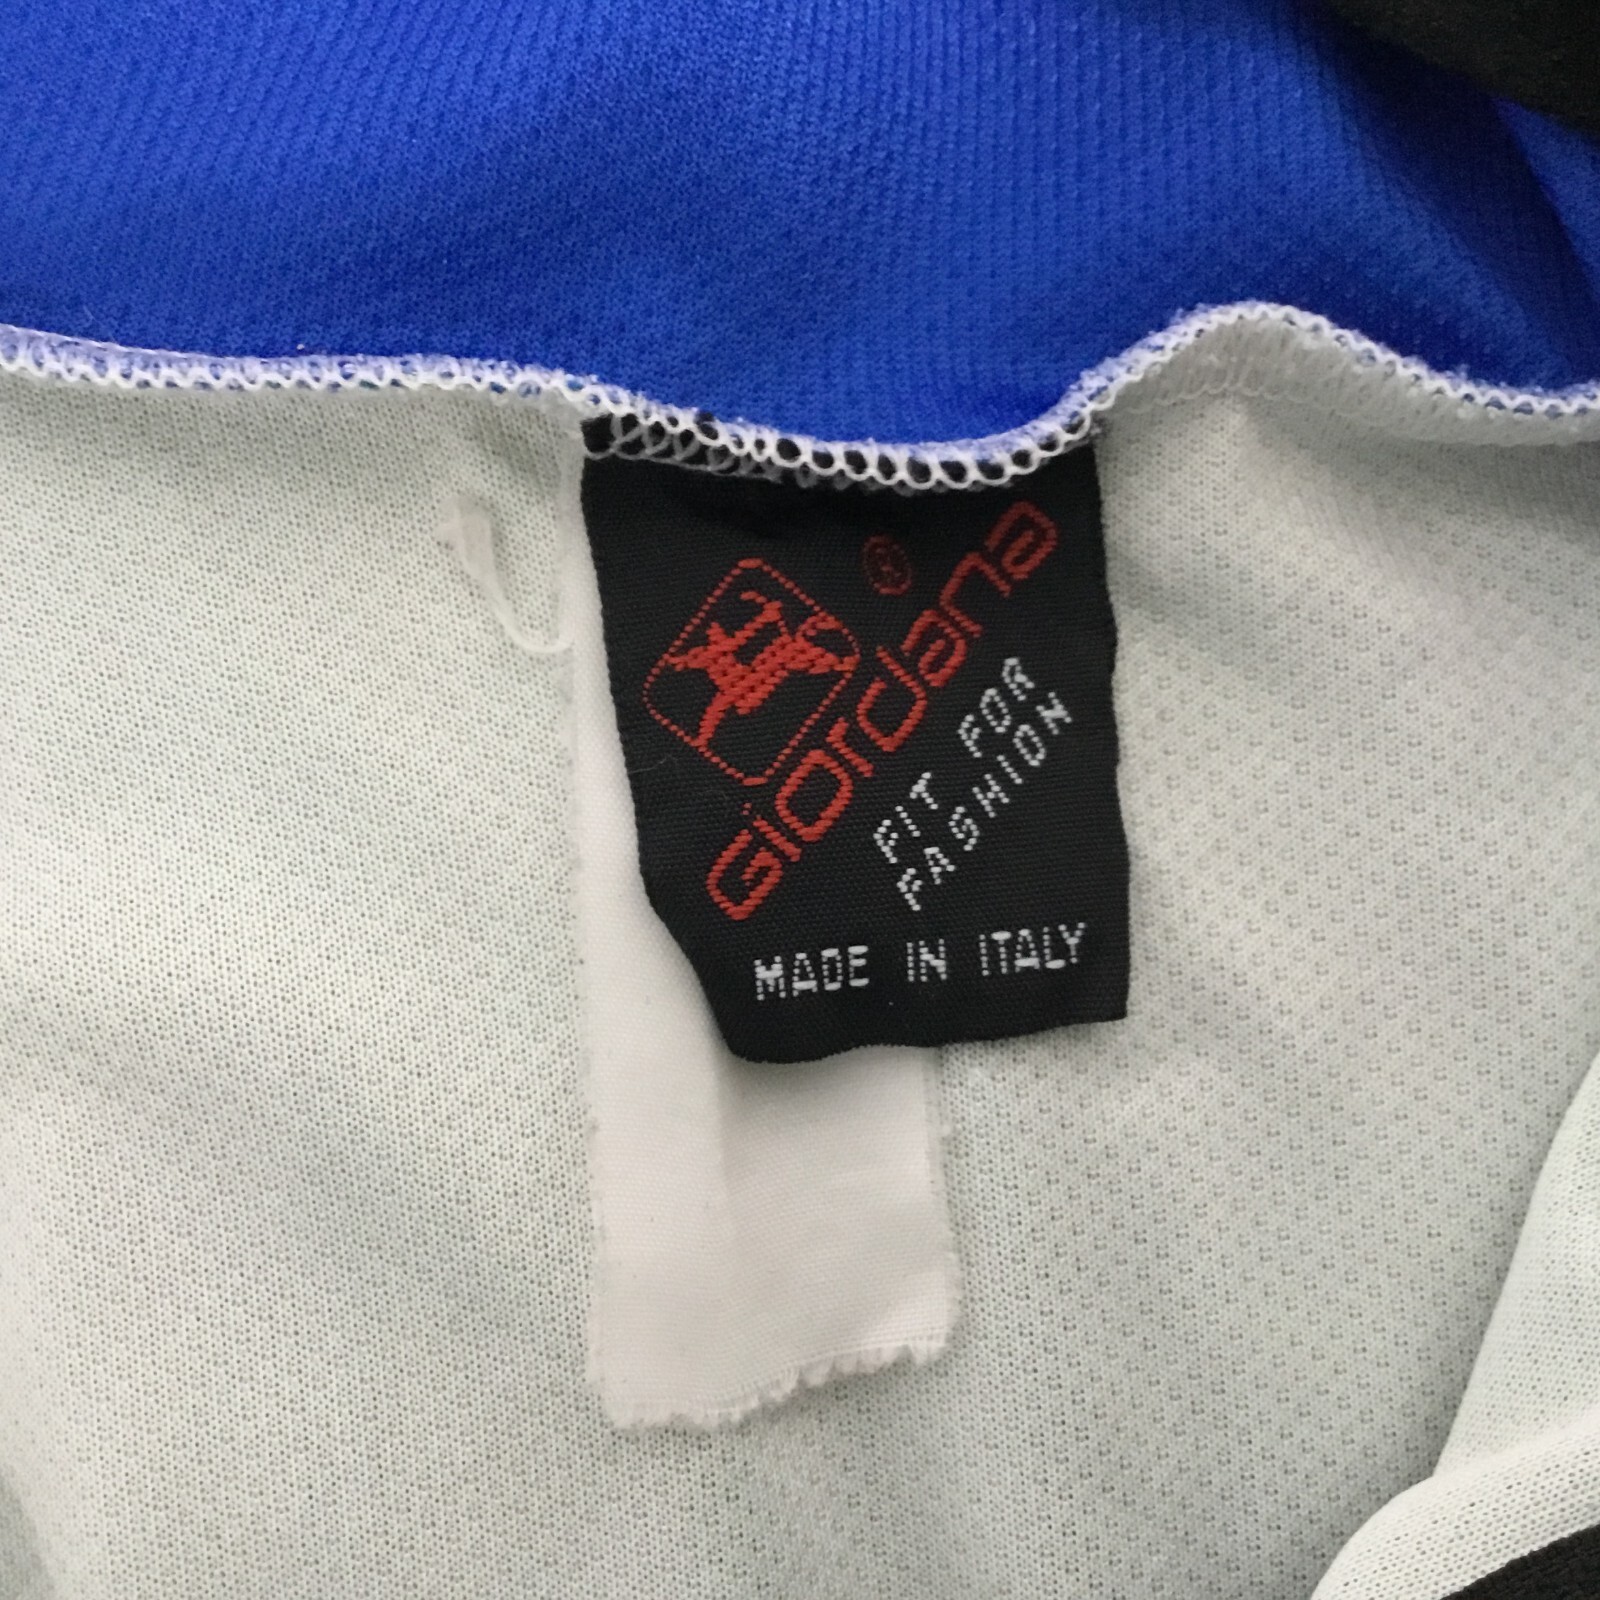 Giordana ®
FIT FOR
FASHION
MADE IN ITALY